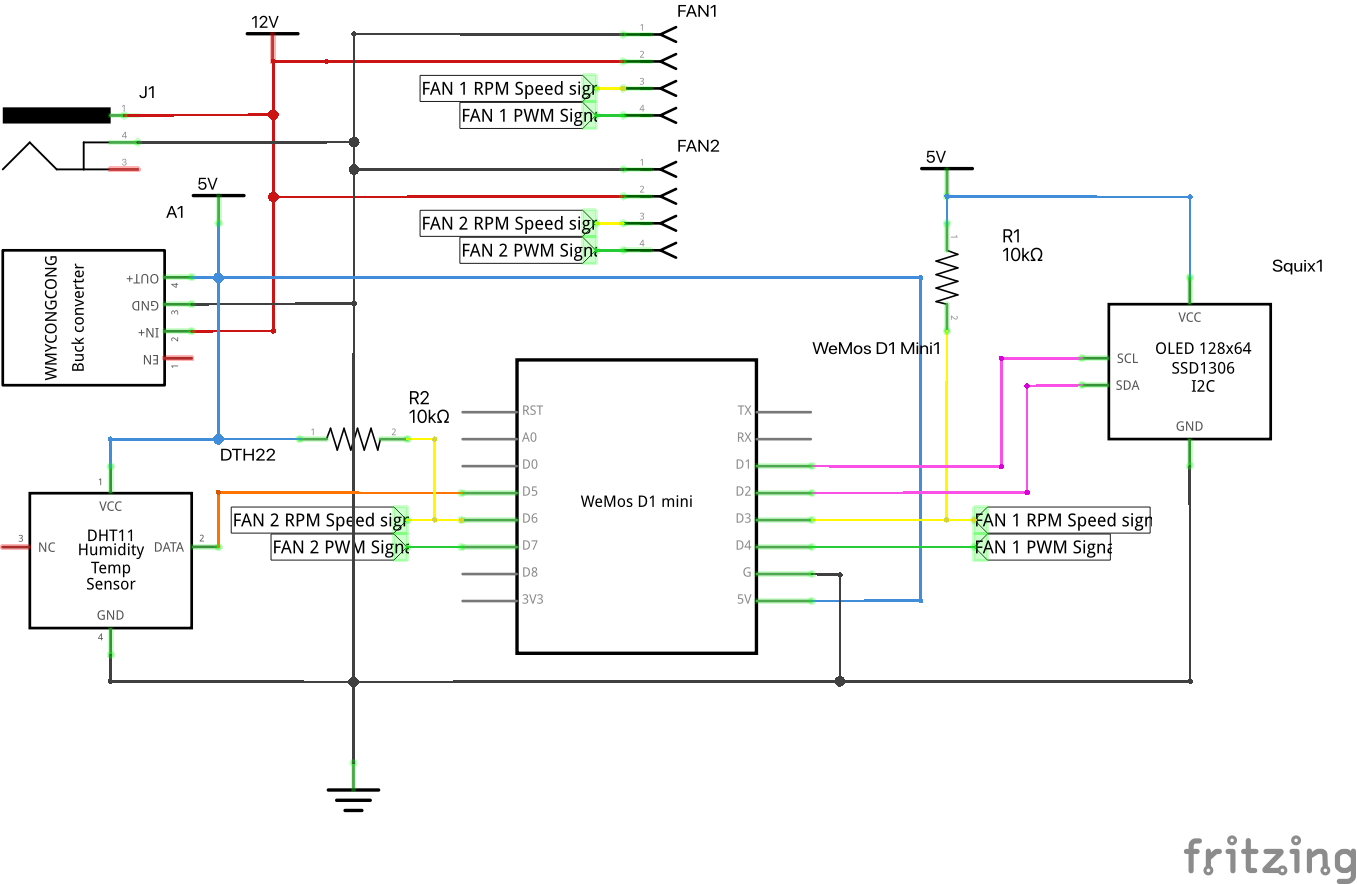 FAN1
12V
1
2
FAN 1 RPM Speed sigr
3
FAN 1 PWM Signa
4
J1
1
4
3
FAN2
1
2
FAN 2 RPM Speed sigr
3
FAN 2 PWM Signa
4
5V
A1
WMYCONGCONG
Buck converter
OUT+
4
GND
3
IN+
2
EN
1
5V
1
R1
10kΩ
2
Squix1
VCC
OLED 128x64
SSD1306
I2C
SCL
SDA
GND
WeMos D1 Mini1
R2
10kΩ
1
2
DTH22
RST
A0
D0
D5
D6
D7
D8
3V3
WeMos D1 mini
TX
RX
D1
D2
D3
D4
G
5V
FAN 2 RPM Speed sigr
FAN 2 PWM Signa
FAN 1 RPM Speed sign
FAN 1 PWM Signa
1
VCC
DHT11
Humidity
Temp
Sensor
3
NC
DATA
2
GND
4
fritzing